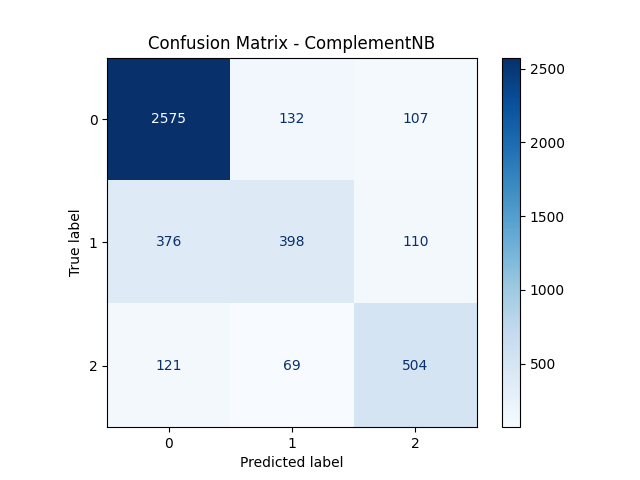 Confusion Matrix - ComplementNB
2500
2000
1500
1000
500
True label
0
2575 132 107
1
376 398 110
2
121 69 504
0 1 2
Predicted label